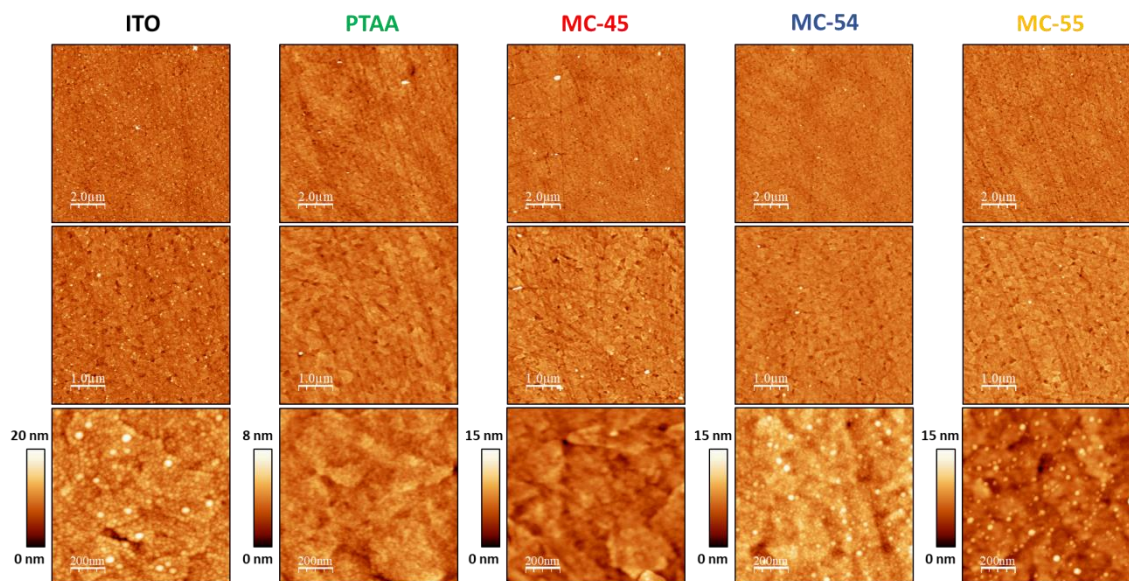 ITO PTAA MC-45 MC-54 MC-55
2.0µm 2.0µm 2.0µm 2.0µm 2.0µm
1.0µm 1.0µm 1.0µm 1.0µm 1.0µm
20 nm 8 nm 15 nm 15 nm 15 nm
0 nm 0 nm 0 nm 0 nm 0 nm
200nm 200nm 200nm 200nm 200nm